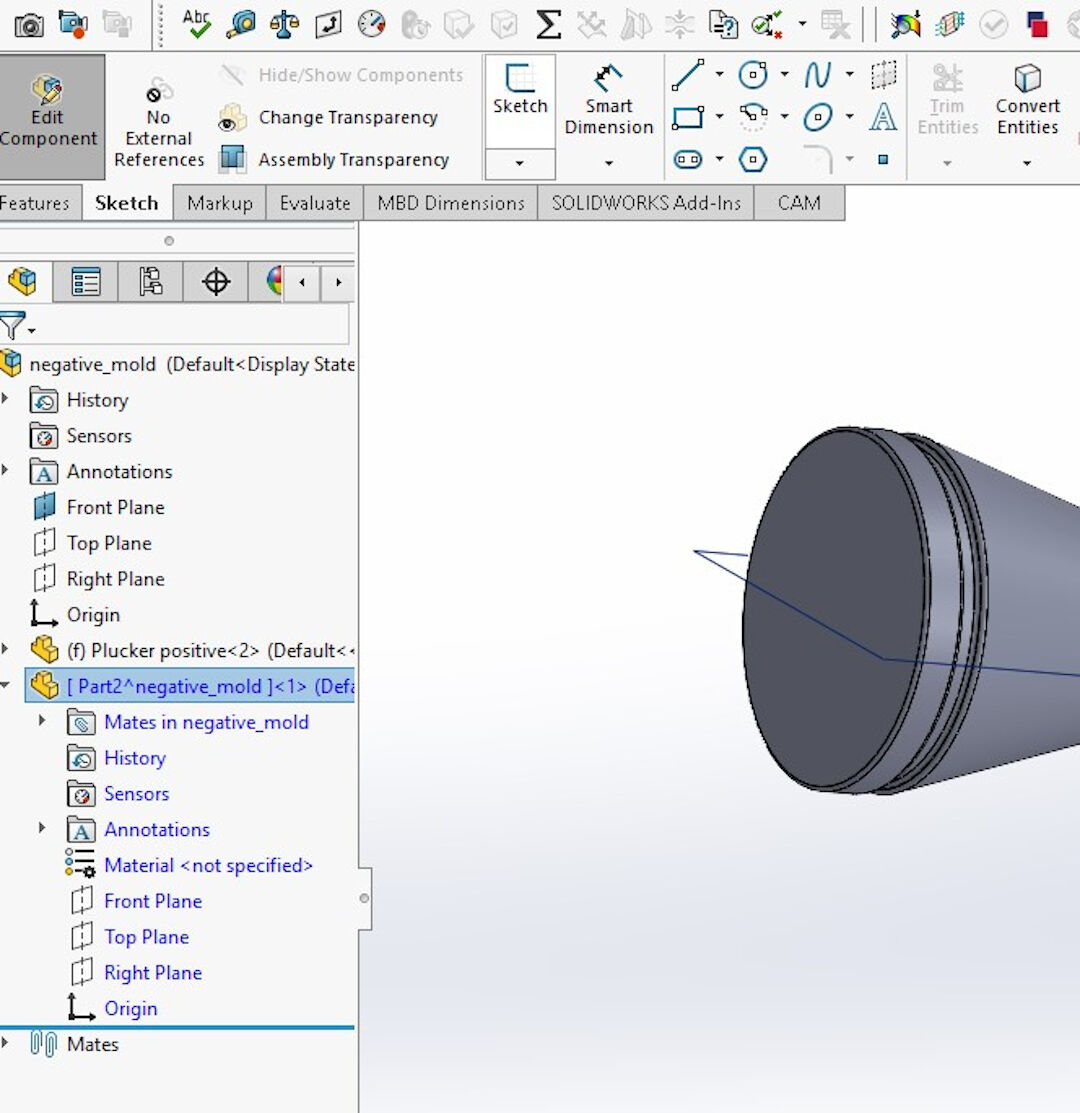 Abc
Hide/Show Components
Edit Component
No External References
Change Transparency
Assembly Transparency
Sketch
Smart Dimension
Trim Entities
Convert Entities
Features
Sketch
Markup
Evaluate
MBD Dimensions
SOLIDWORKS Add-Ins
CAM
negative_mold (Default<Display State
History
Sensors
Annotations
Front Plane
Top Plane
Right Plane
Origin
(f) Plucker positive<2> (Default<<
[ Part2^negative_mold ]<1> (Defa
Mates in negative_mold
History
Sensors
Annotations
Material <not specified>
Front Plane
Top Plane
Right Plane
Origin
Mates